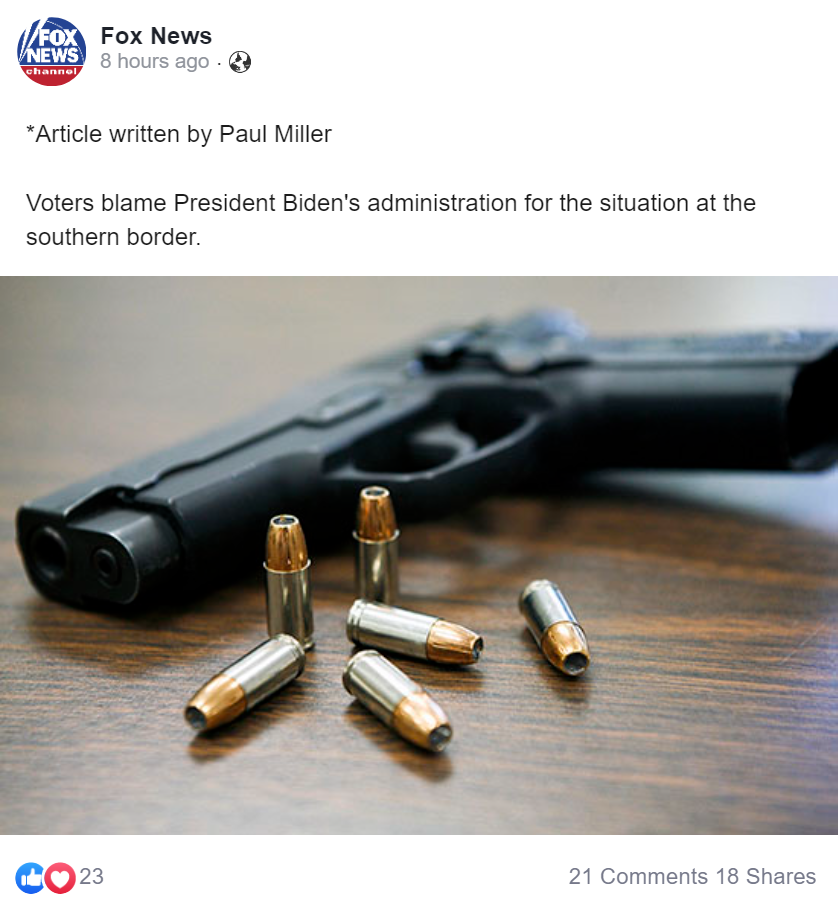 FOX
NEWS
channel
Fox News
8 hours ago ·
*Article written by Paul Miller
Voters blame President Biden's administration for the situation at the
southern border.
23
21 Comments 18 Shares